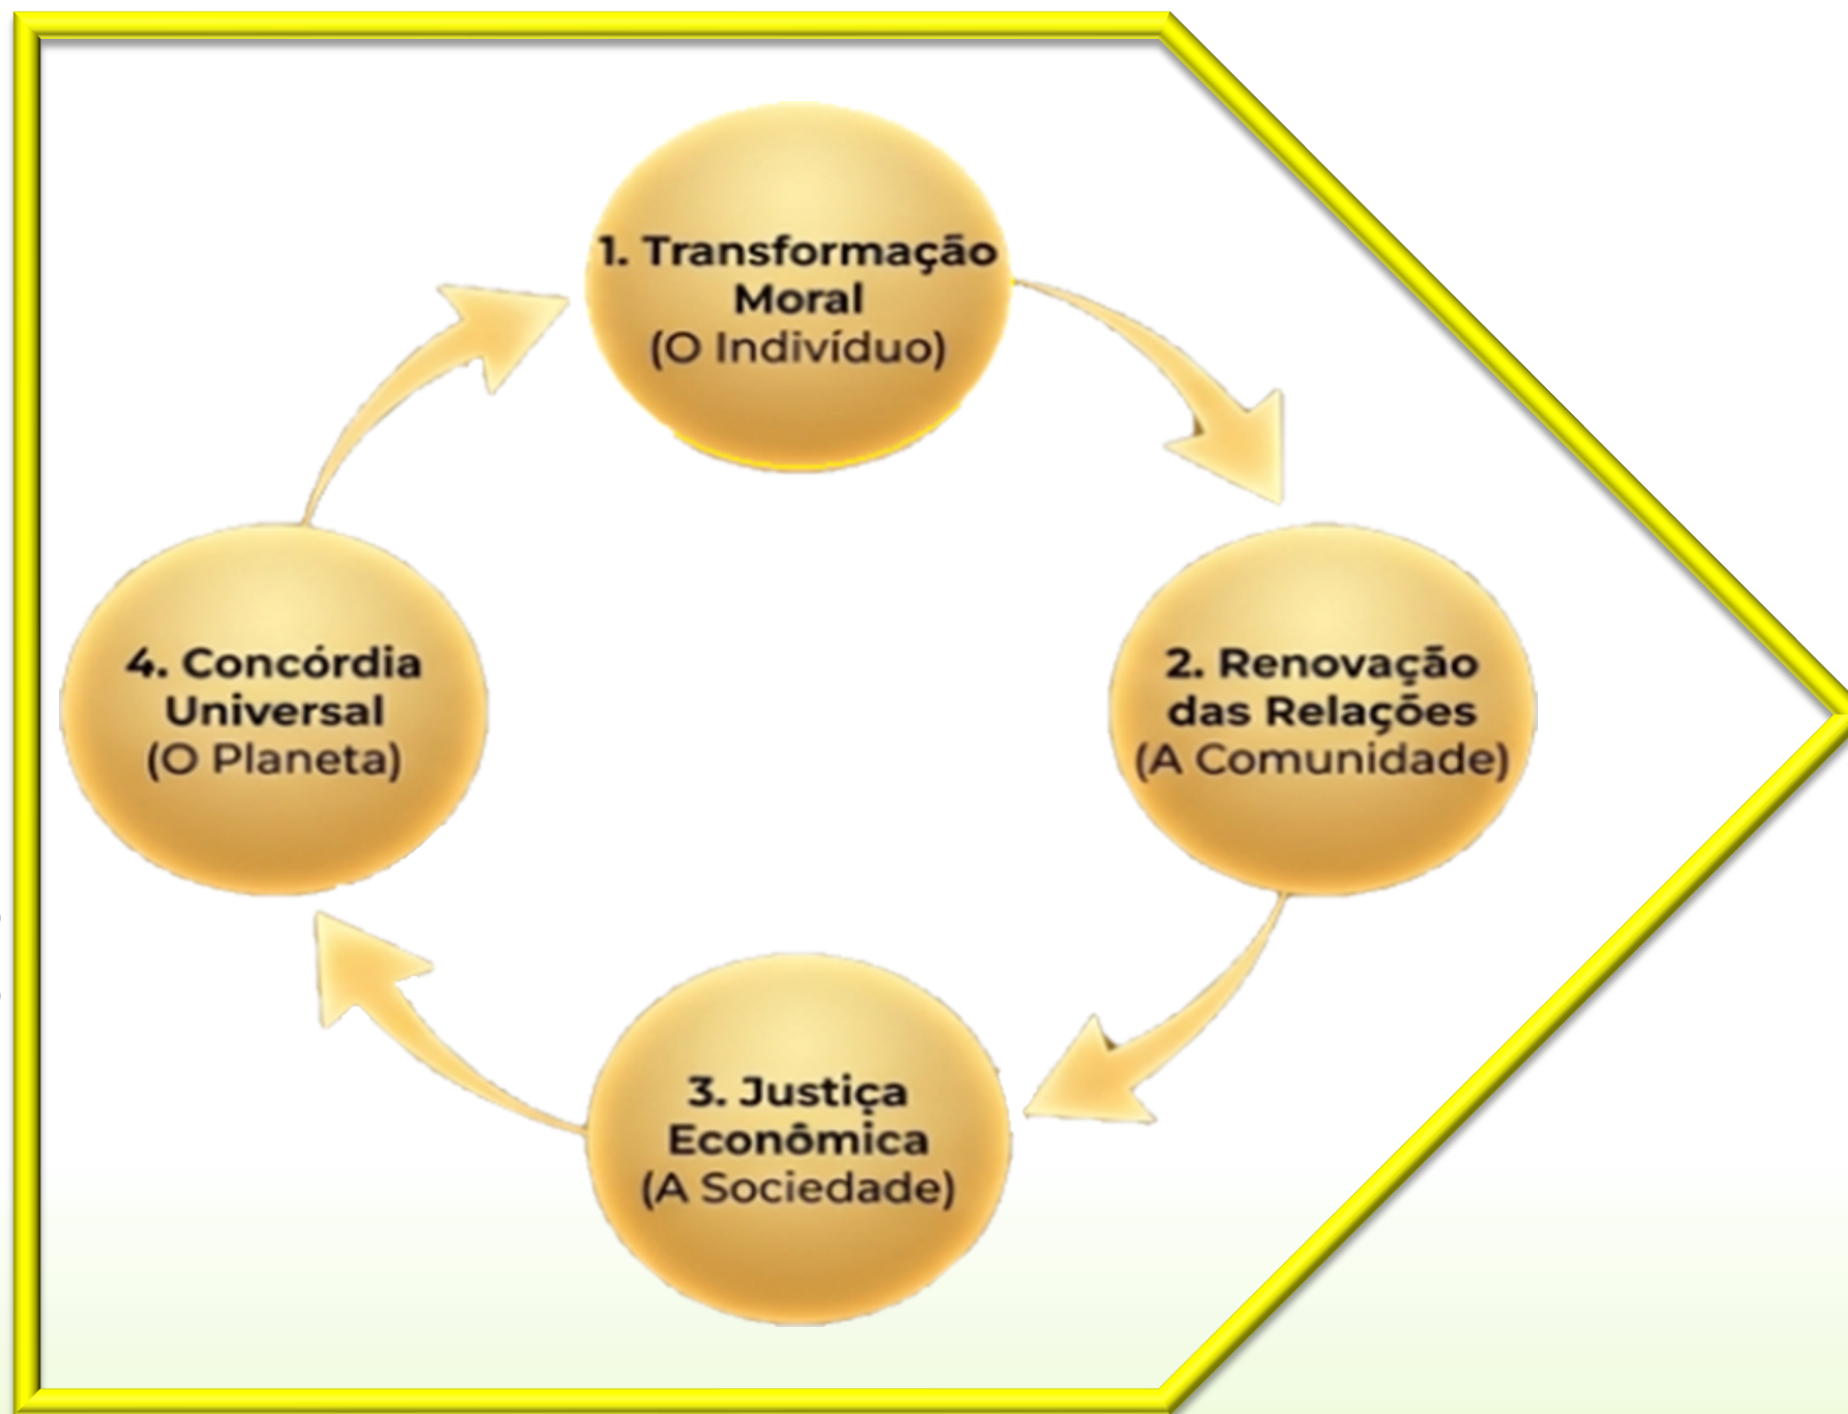 1. Transformação
Moral
(O Indivíduo)
2. Renovação
das Relações
(A Comunidade)
3. Justiça
Econômica
(A Sociedade)
4. Concórdia
Universal
(O Planeta)